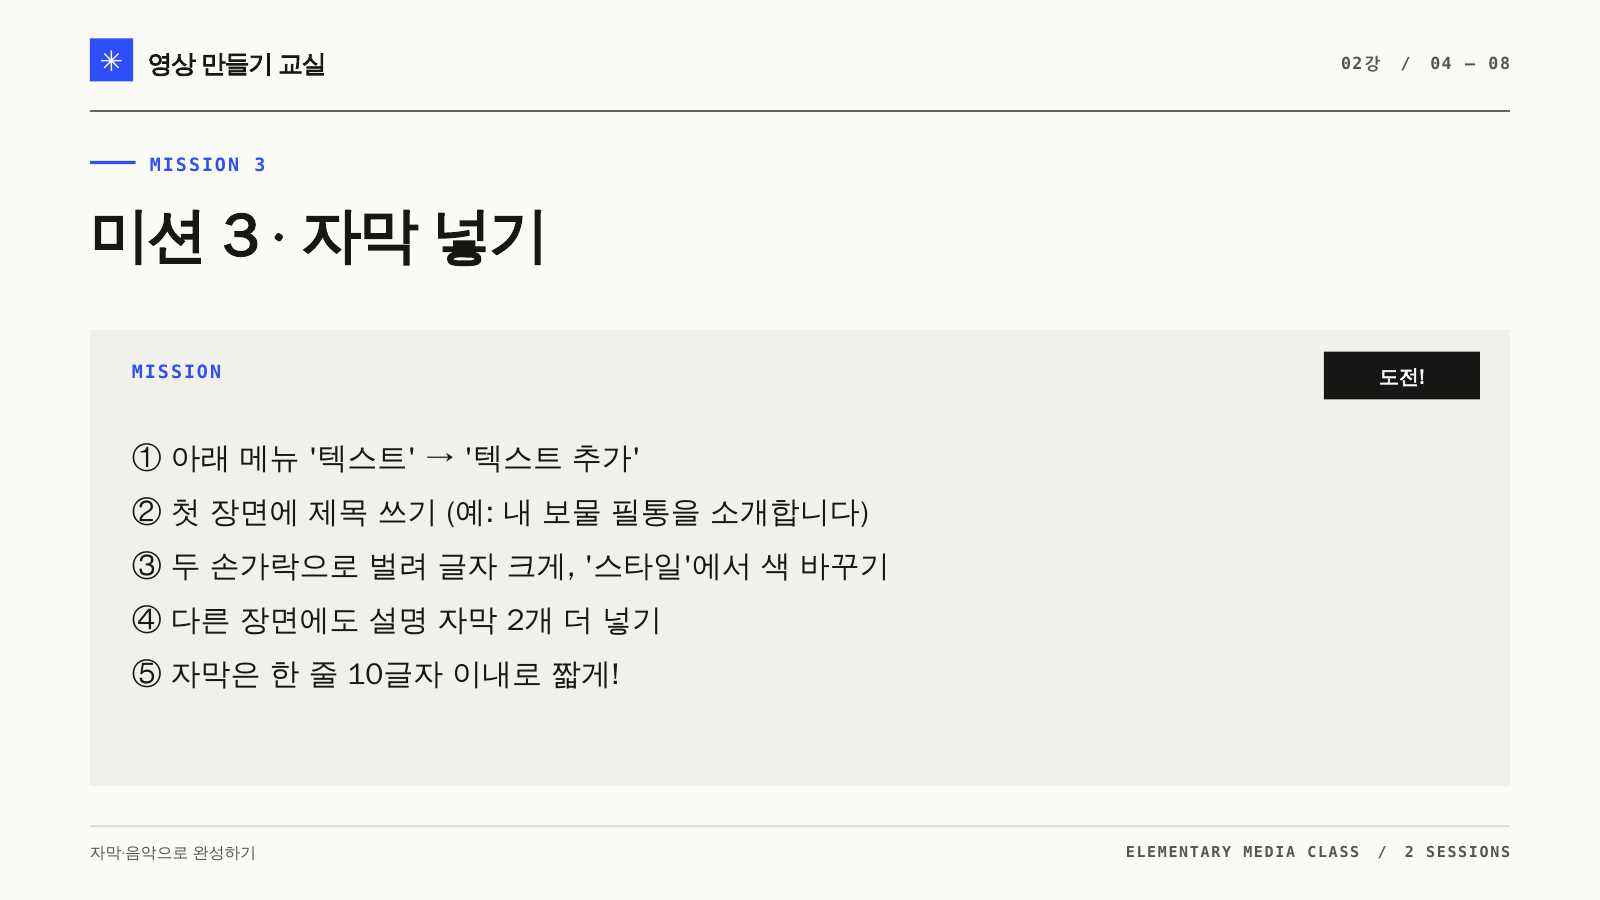 ✳ 영상 만들기 교실
02강 / 04 — 08
MISSION 3
미션 3 · 자막 넣기
MISSION
도전!
① 아래 메뉴 '텍스트' → '텍스트 추가'
② 첫 장면에 제목 쓰기 (예: 내 보물 필통을 소개합니다)
③ 두 손가락으로 벌려 글자 크게, '스타일'에서 색 바꾸기
④ 다른 장면에도 설명 자막 2개 더 넣기
⑤ 자막은 한 줄 10글자 이내로 짧게!
자막·음악으로 완성하기
ELEMENTARY MEDIA CLASS / 2 SESSIONS